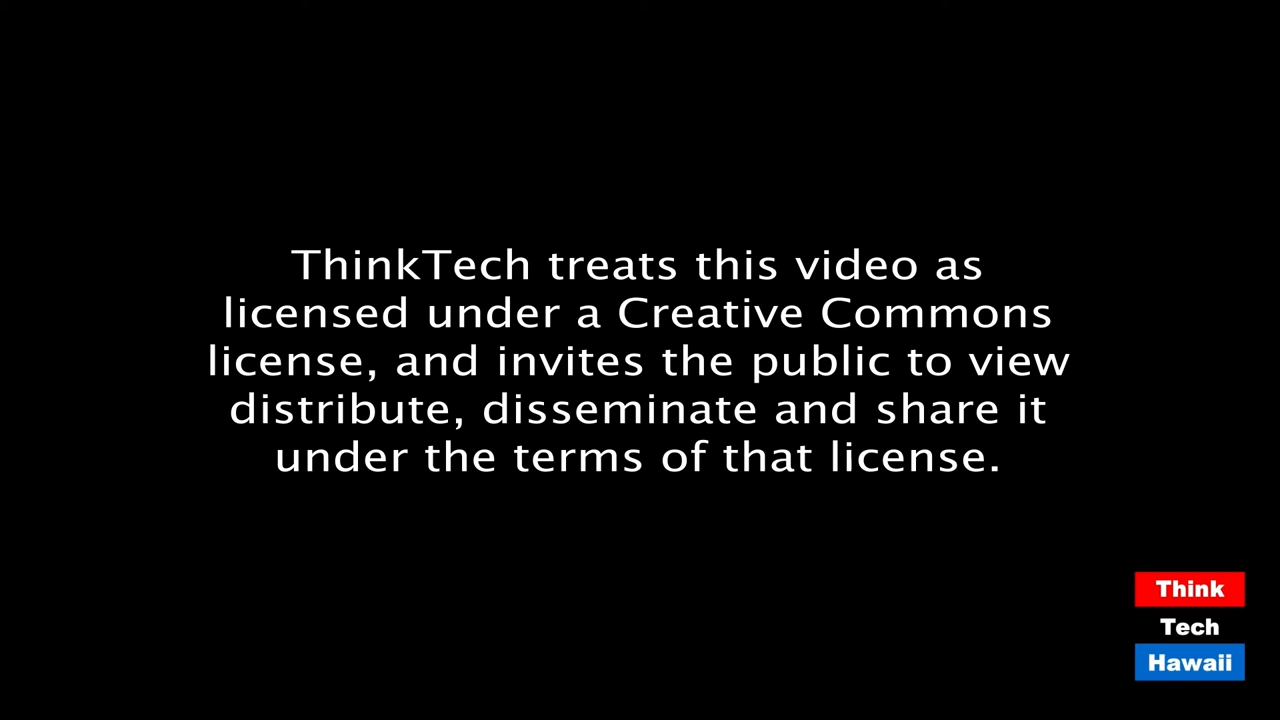 ThinkTech treats this video as
licensed under a Creative Commons
license, and invites the public to view
distribute, disseminate and share it
under the terms of that license.
Think
Tech
Hawaii